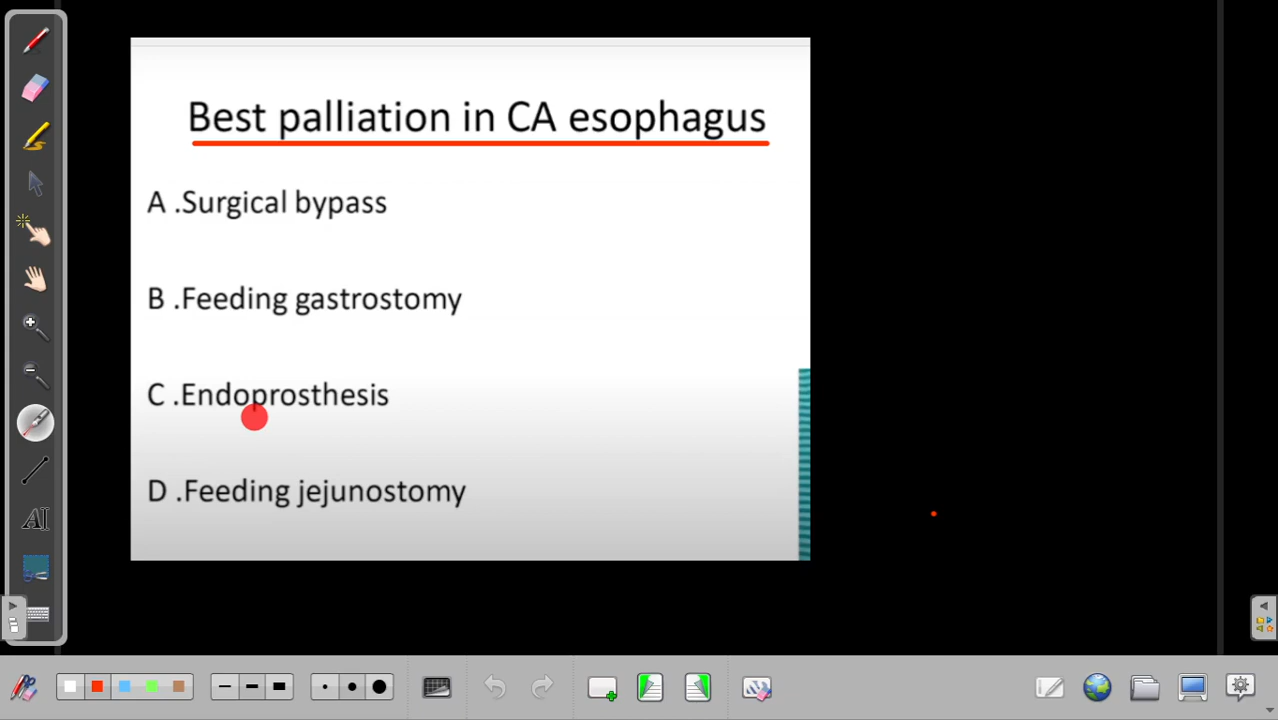 Best palliation in CA esophagus
A .Surgical bypass
B .Feeding gastrostomy
C .Endoprosthesis
D .Feeding jejunostomy